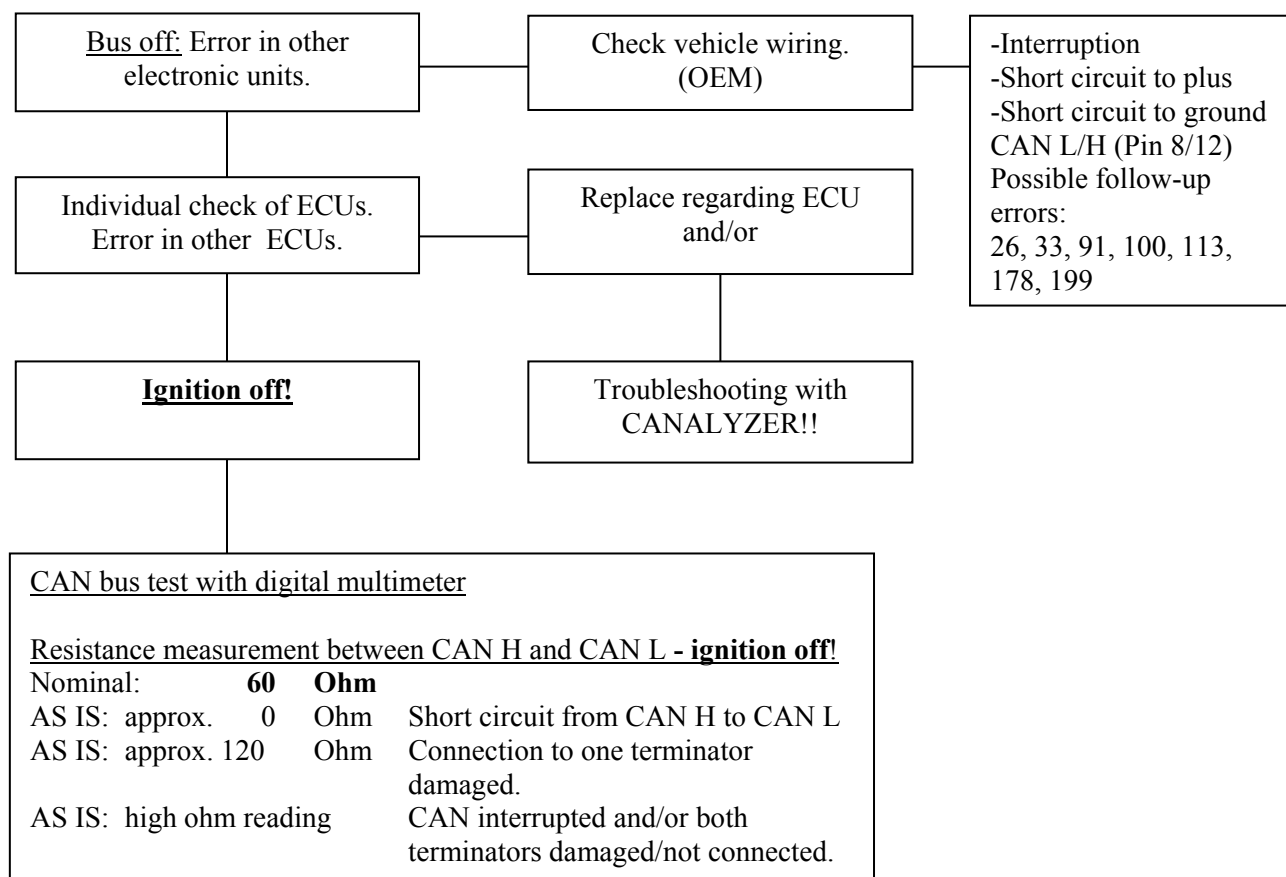 Bus off: Error in other
electronic units.
Check vehicle wiring.
(OEM)
-Interruption
-Short circuit to plus
-Short circuit to ground
CAN L/H (Pin 8/12)
Possible follow-up
errors:
26, 33, 91, 100, 113,
178, 199
Individual check of ECUs.
Error in other ECUs.
Replace regarding ECU
and/or
Ignition off!
Troubleshooting with
CANALYZER!!
CAN bus test with digital multimeter
Resistance measurement between CAN H and CAN L - ignition off!
Nominal: 60 Ohm
AS IS: approx. 0 Ohm Short circuit from CAN H to CAN L
AS IS: approx. 120 Ohm Connection to one terminator
damaged.
AS IS: high ohm reading CAN interrupted and/or both
terminators damaged/not connected.